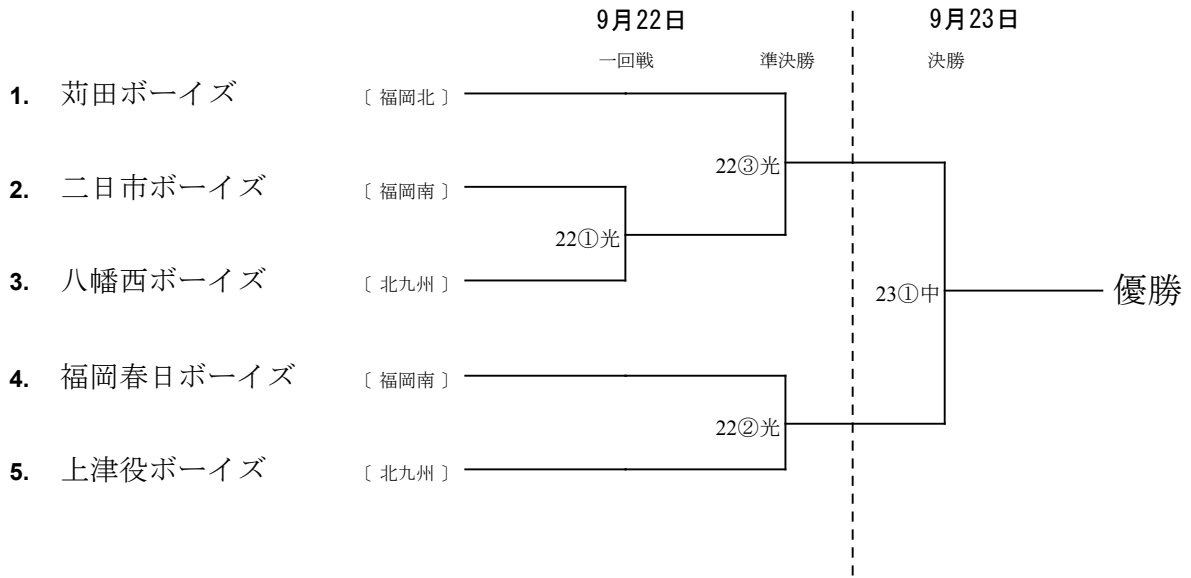 9月22日 9月23日
一回戦 準決勝 決勝
1. 苅田ボーイズ 〔 福岡北 〕
22③光
2. 二日市ボーイズ 〔 福岡南 〕
22①光
3. 八幡西ボーイズ 〔 北九州 〕
23①中 優勝
4. 福岡春日ボーイズ 〔 福岡南 〕
22②光
5. 上津役ボーイズ 〔 北九州 〕